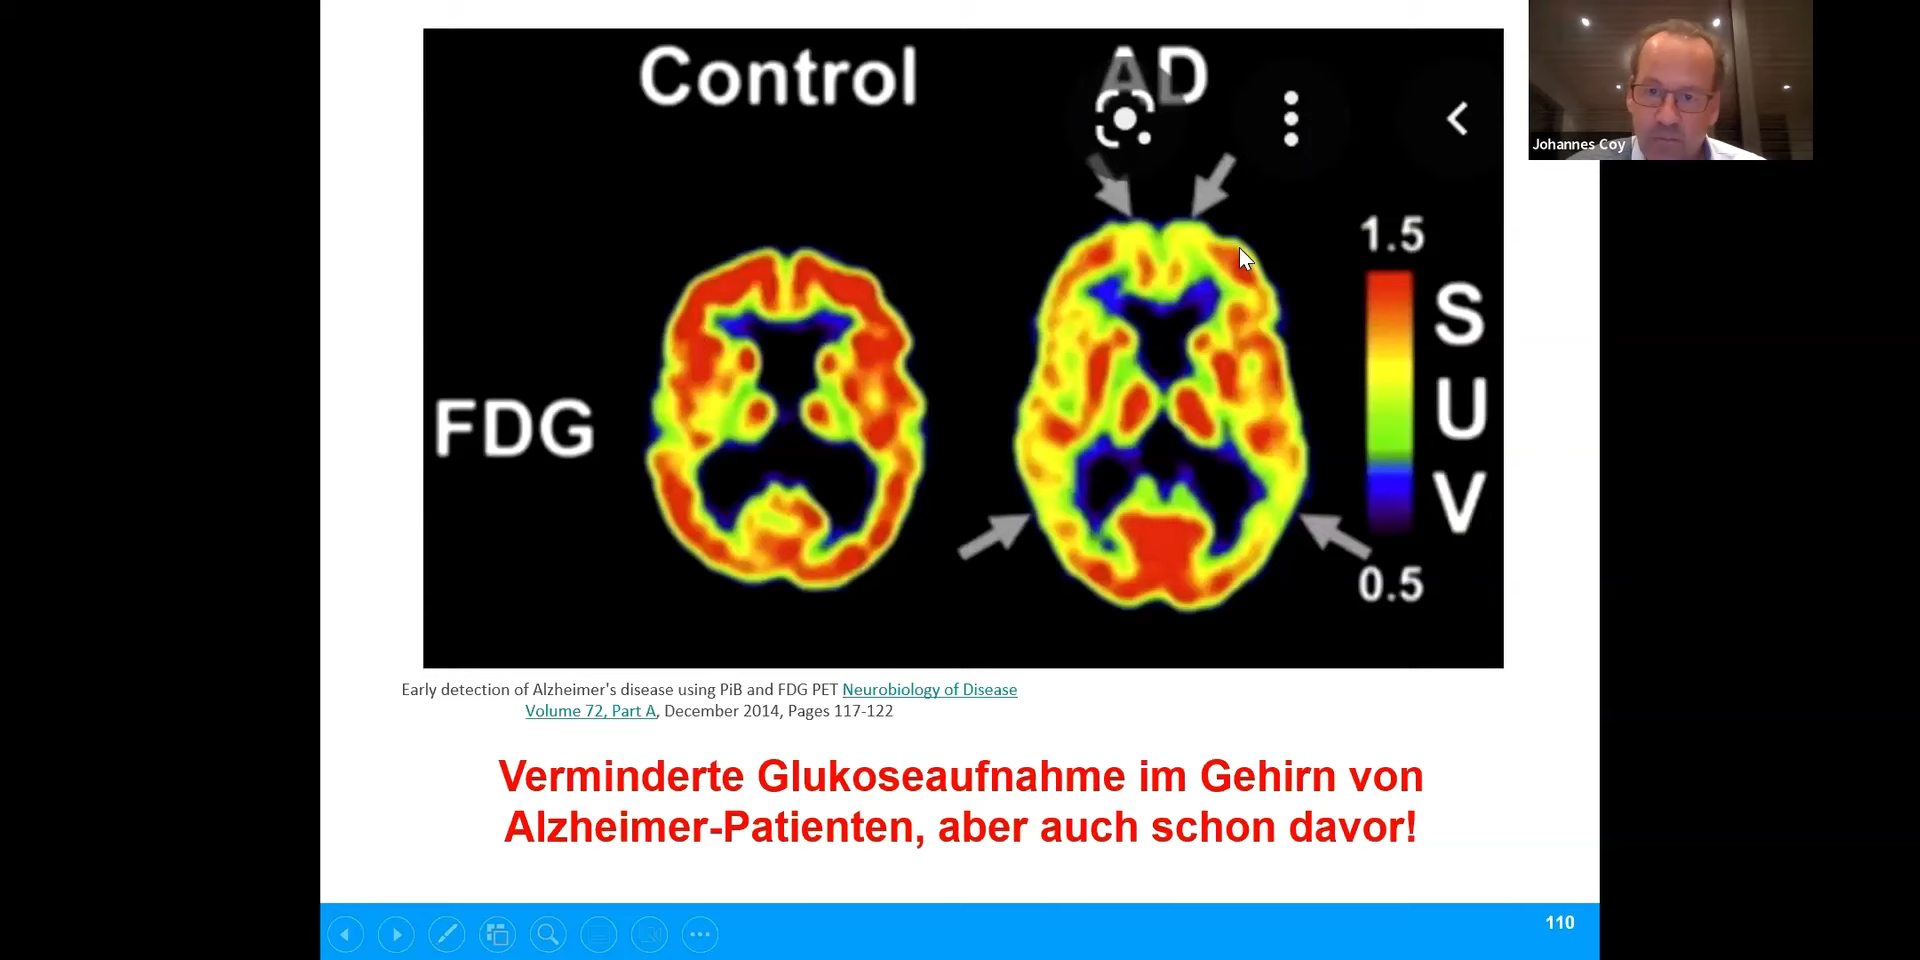 Control
AD
Johannes Coy
1.5
FDG
S
U
V
0.5
Early detection of Alzheimer's disease using PiB and FDG PET Neurobiology of Disease
Volume 72, Part A, December 2014, Pages 117-122
Verminderte Glukoseaufnahme im Gehirn von
Alzheimer-Patienten, aber auch schon davor!
110